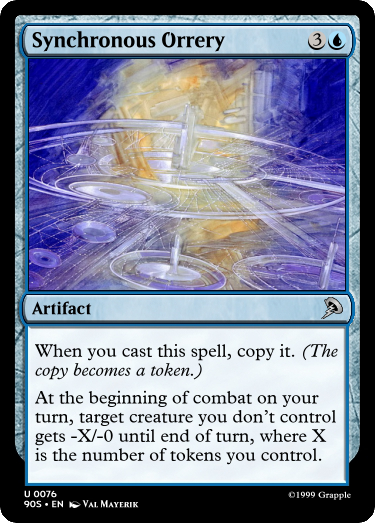 Synchronous Orrery 3
Artifact
When you cast this spell, copy it. (The
copy becomes a token.)
At the beginning of combat on your
turn, target creature you don't control
gets -X/-0 until end of turn, where X
is the number of tokens you control.
U 0076
90S • EN Val Mayerik
©1999 Grapple